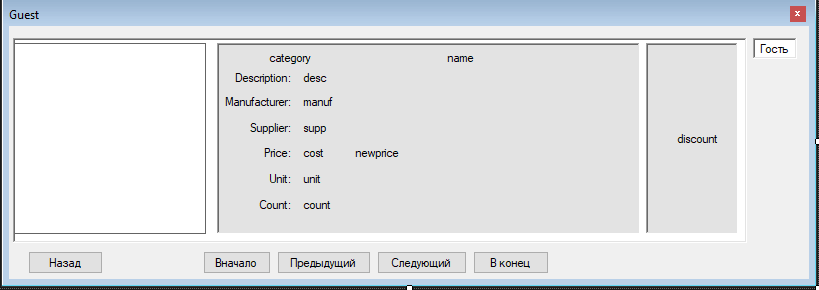 Guest
x
Гость
category name
Description: desc
Manufacturer: manuf
Supplier: supp
Price: cost newprice
Unit: unit
Count: count
discount
Назад Вначало Предыдущий Следующий В конец